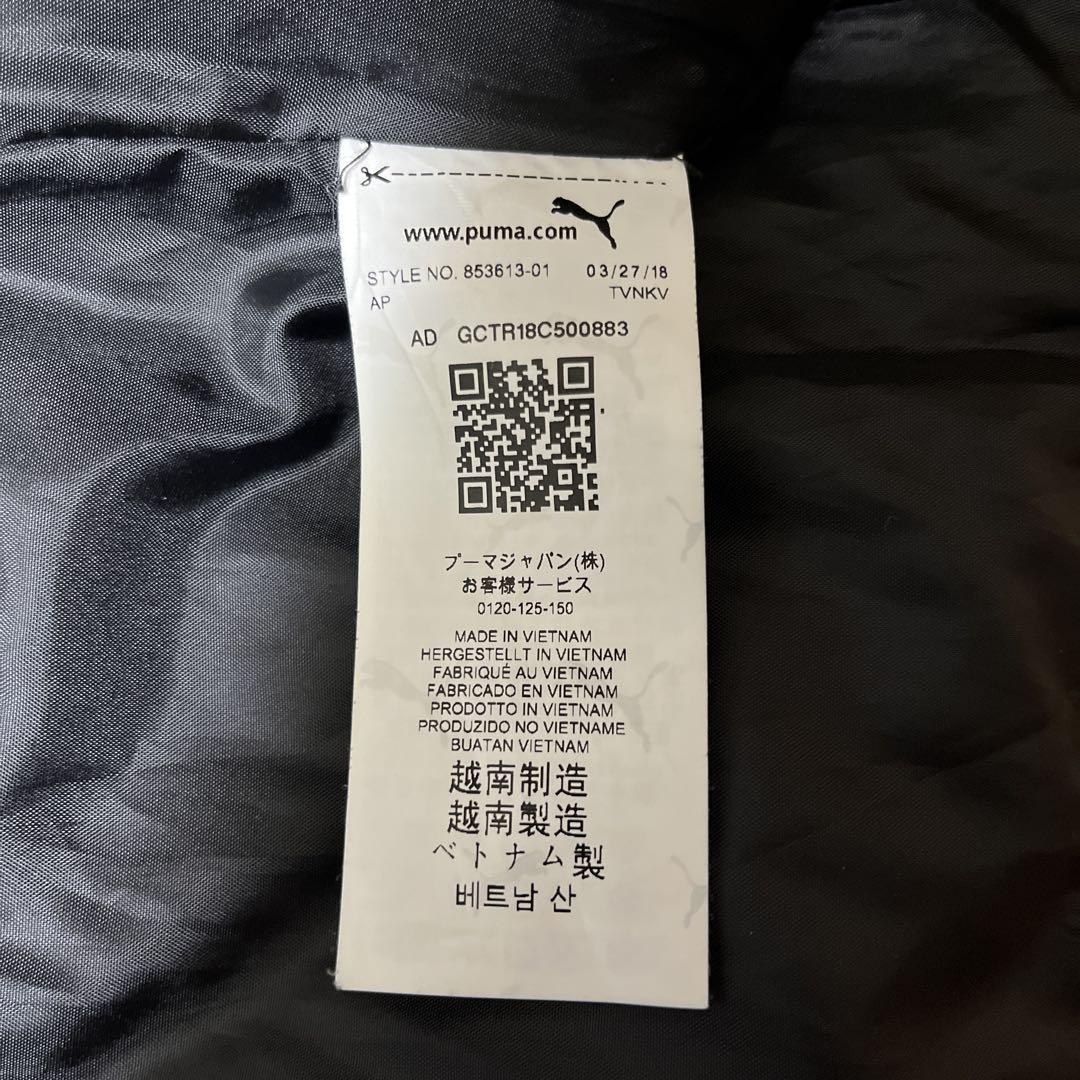 www.puma.com
STYLE NO. 853613-01 03/27/18
AP TVNKV
AD GCTR18C500883
プーマジャパン(株)
お客様サービス
0120-125-150
MADE IN VIETNAM
HERGESTELLT IN VIETNAM
FABRIQUÉ AU VIETNAM
FABRICADO EN VIETNAM
PRODOTTO IN VIETNAM
PRODUZIDO NO VIETNAME
BUATAN VIETNAM
越南制造
越南製造
ベトナム製
베트남 산